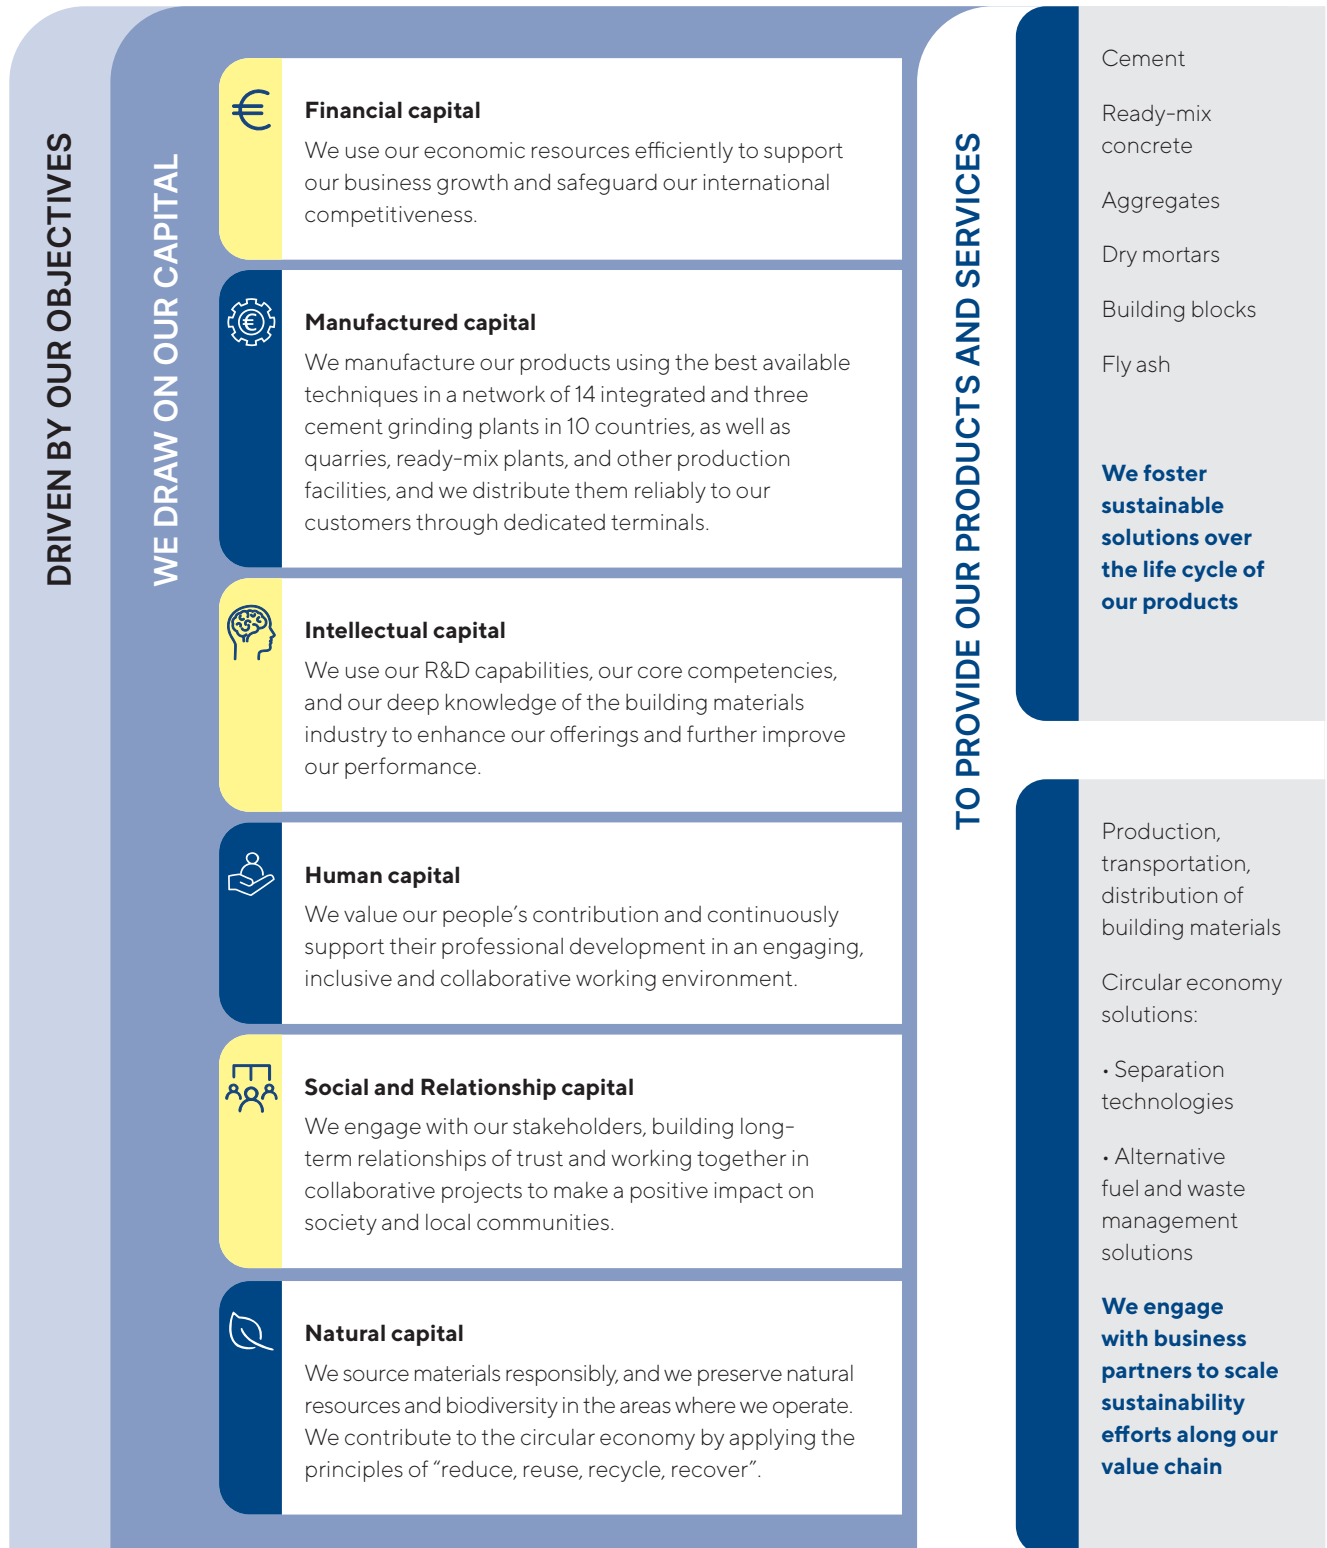 DRIVEN BY OUR OBJECTIVES
WE DRAW ON OUR CAPITAL
€
Financial capital
We use our economic resources efficiently to support
our business growth and safeguard our international
competitiveness.
€
Manufactured capital
We manufacture our products using the best available
techniques in a network of 14 integrated and three
cement grinding plants in 10 countries, as well as
quarries, ready-mix plants, and other production
facilities, and we distribute them reliably to our
customers through dedicated terminals.
Intellectual capital
We use our R&D capabilities, our core competencies,
and our deep knowledge of the building materials
industry to enhance our offerings and further improve
our performance.
Human capital
We value our people’s contribution and continuously
support their professional development in an engaging,
inclusive and collaborative working environment.
Social and Relationship capital
We engage with our stakeholders, building long-
term relationships of trust and working together in
collaborative projects to make a positive impact on
society and local communities.
Natural capital
We source materials responsibly, and we preserve natural
resources and biodiversity in the areas where we operate.
We contribute to the circular economy by applying the
principles of “reduce, reuse, recycle, recover”.
TO PROVIDE OUR PRODUCTS AND SERVICES
Cement
Ready-mix
concrete
Aggregates
Dry mortars
Building blocks
Fly ash
We foster
sustainable
solutions over
the life cycle of
our products
Production,
transportation,
distribution of
building materials
Circular economy
solutions:
• Separation
technologies
• Alternative
fuel and waste
management
solutions
We engage
with business
partners to scale
sustainability
efforts along our
value chain